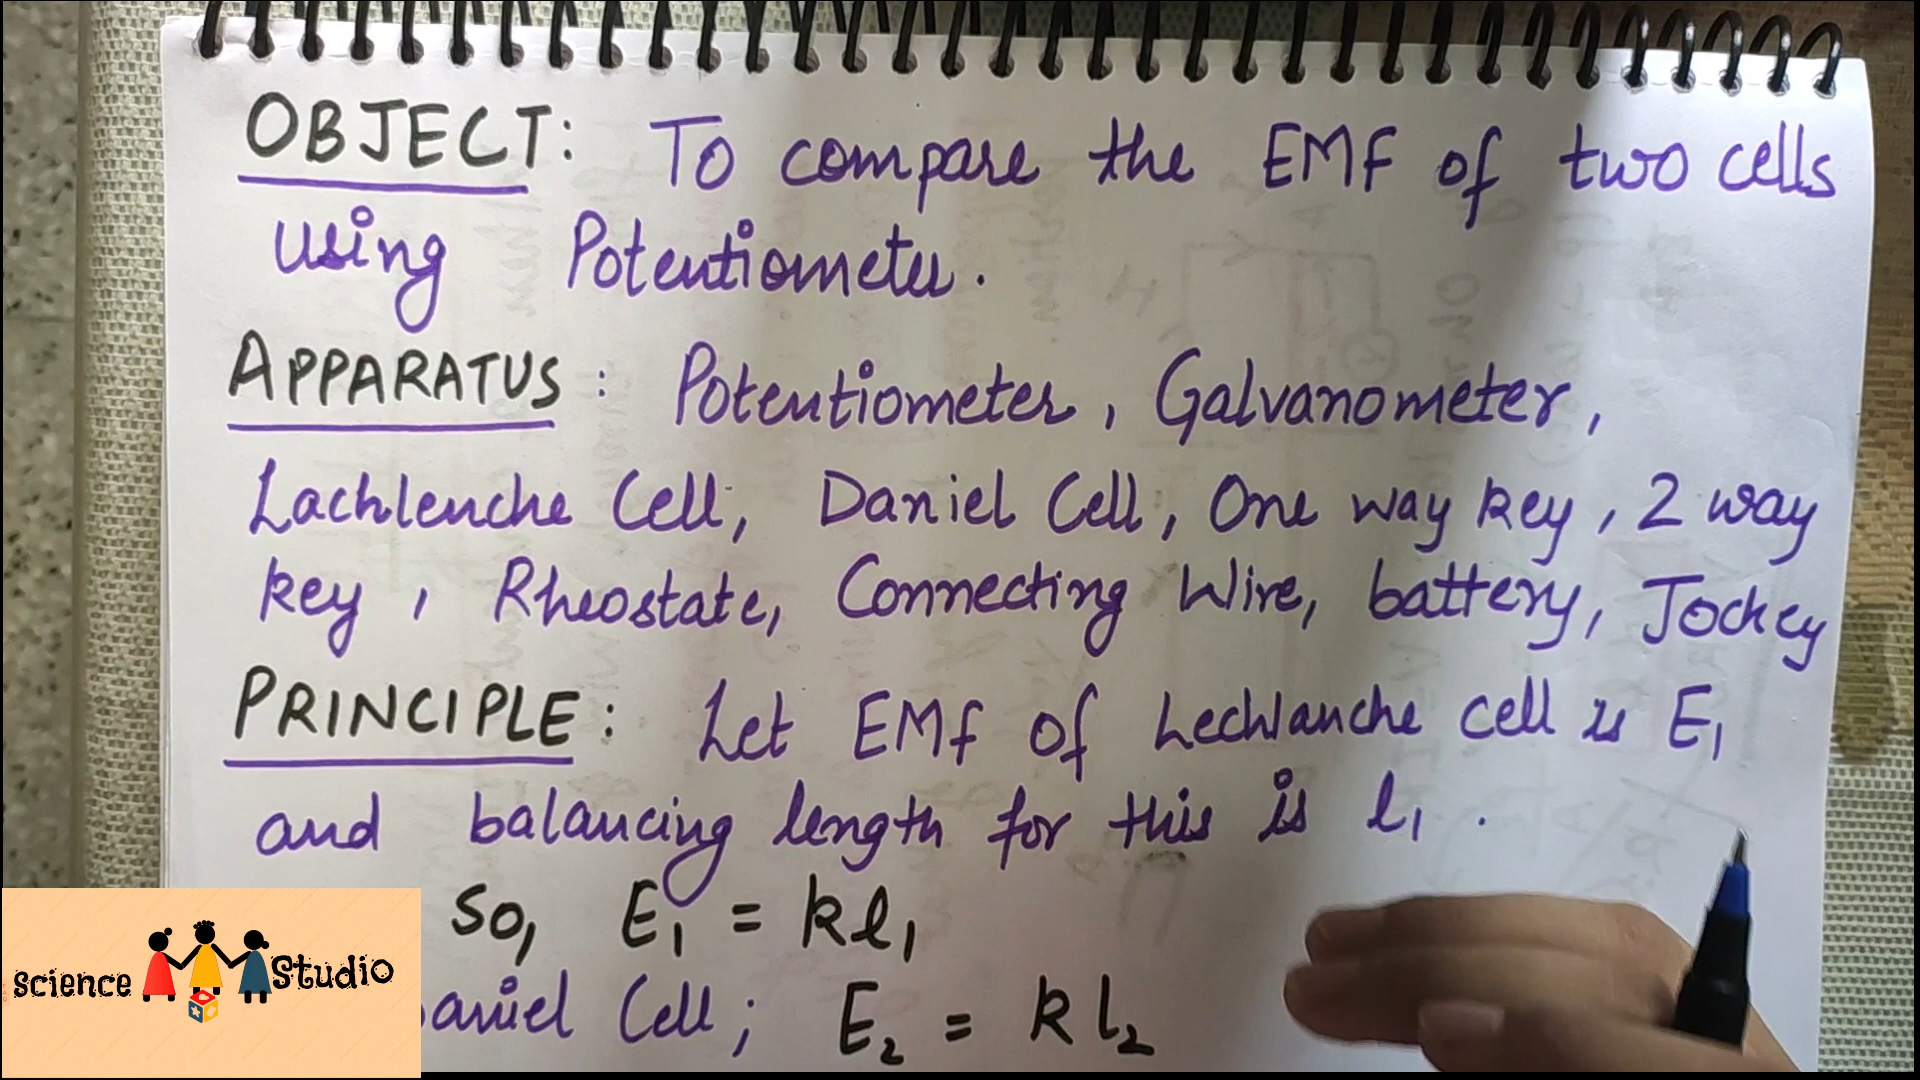 OBJECT: To compare the EMF of two cells
using Potentiometer.
APPARATUS: Potentiometer, Galvanometer,
Lachlenche Cell, Daniel Cell, One way key, 2 way
key, Rheostate, Connecting Wire, battery, Jockey
PRINCIPLE: Let EMF of Lechlanche cell is E₁
and balancing length for this is l₁.
So, E₁ = kl₁
aniel Cell; E₂ = kl₂
Science Studio